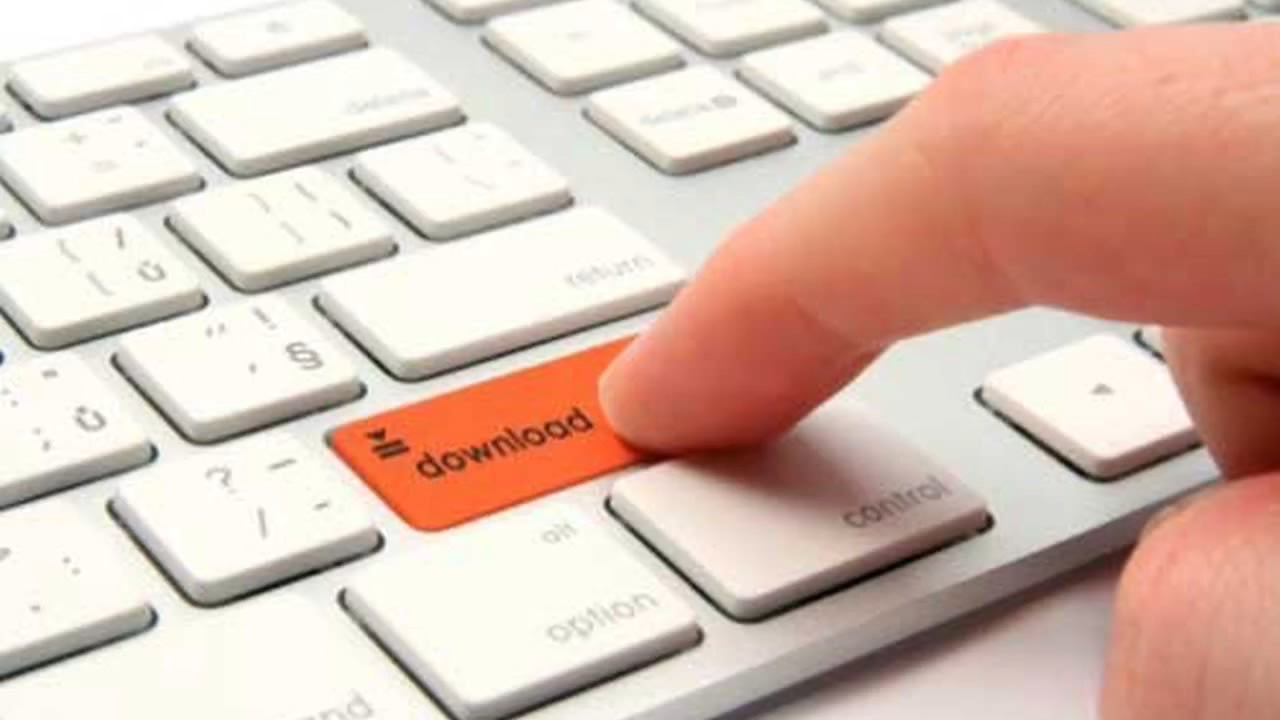 delete
return
download
control
alt
option